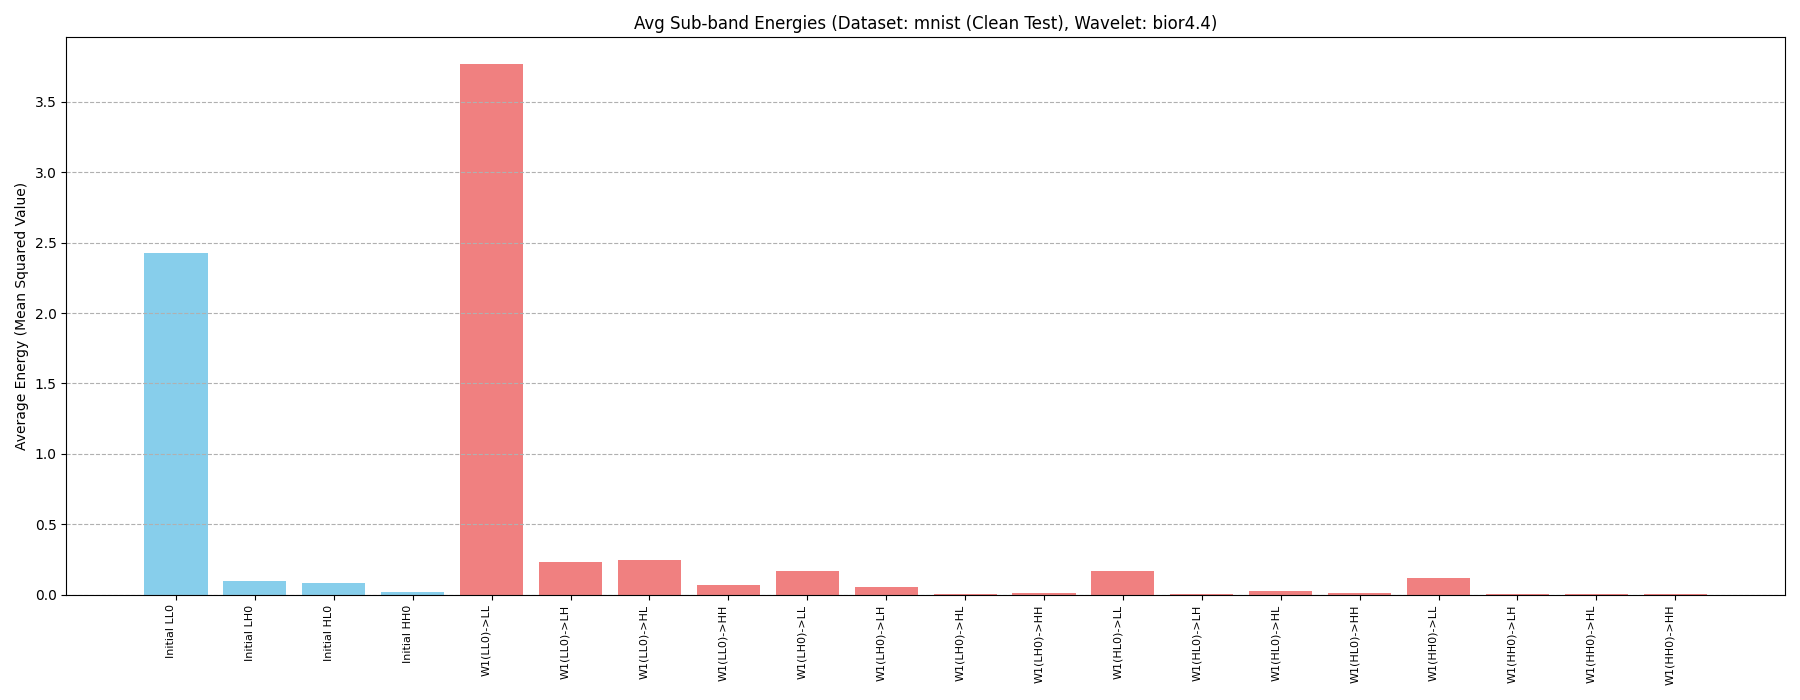 Avg Sub-band Energies (Dataset: mnist (Clean Test), Wavelet: bior4.4)
Average Energy (Mean Squared Value)
3.5
3.0
2.5
2.0
1.5
1.0
0.5
0.0
Initial LL0
Initial LH0
Initial HL0
Initial HH0
W1(LL0)->LL
W1(LL0)->LH
W1(LL0)->HL
W1(LL0)->HH
W1(LH0)->LL
W1(LH0)->LH
W1(LH0)->HL
W1(LH0)->HH
W1(HL0)->LL
W1(HL0)->LH
W1(HL0)->HL
W1(HL0)->HH
W1(HH0)->LL
W1(HH0)->LH
W1(HH0)->HL
W1(HH0)->HH